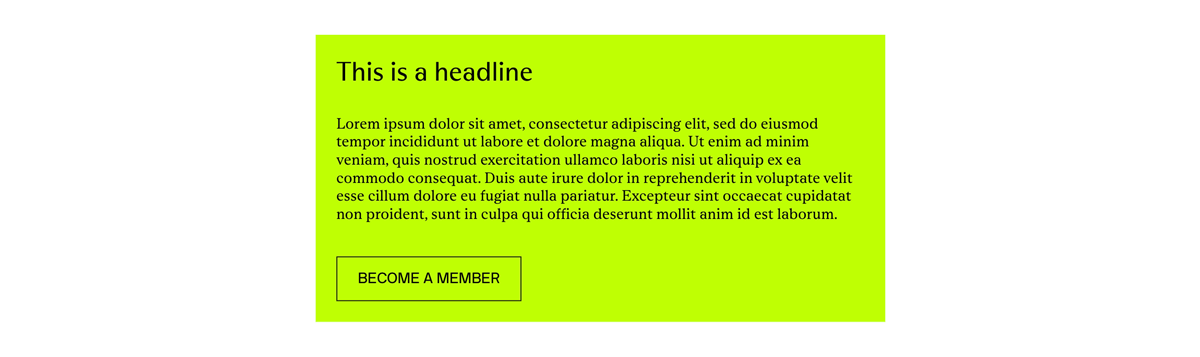 This is a headline
Lorem ipsum dolor sit amet, consectetur adipiscing elit, sed do eiusmod
tempor incididunt ut labore et dolore magna aliqua. Ut enim ad minim
veniam, quis nostrud exercitation ullamco laboris nisi ut aliquip ex ea
commodo consequat. Duis aute irure dolor in reprehenderit in voluptate velit
esse cillum dolore eu fugiat nulla pariatur. Excepteur sint occaecat cupidatat
non proident, sunt in culpa qui officia deserunt mollit anim id est laborum.
BECOME A MEMBER